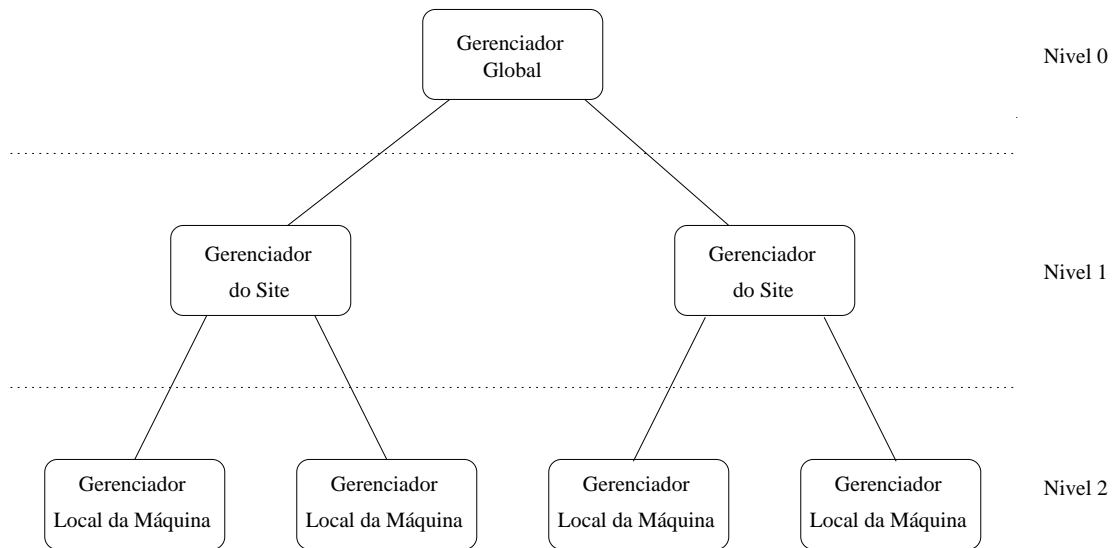 Gerenciador
Global
Nivel 0
Gerenciador
do Site
Gerenciador
do Site
Nivel 1
Gerenciador
Local da Máquina
Gerenciador
Local da Máquina
Gerenciador
Local da Máquina
Gerenciador
Local da Máquina
Nivel 2